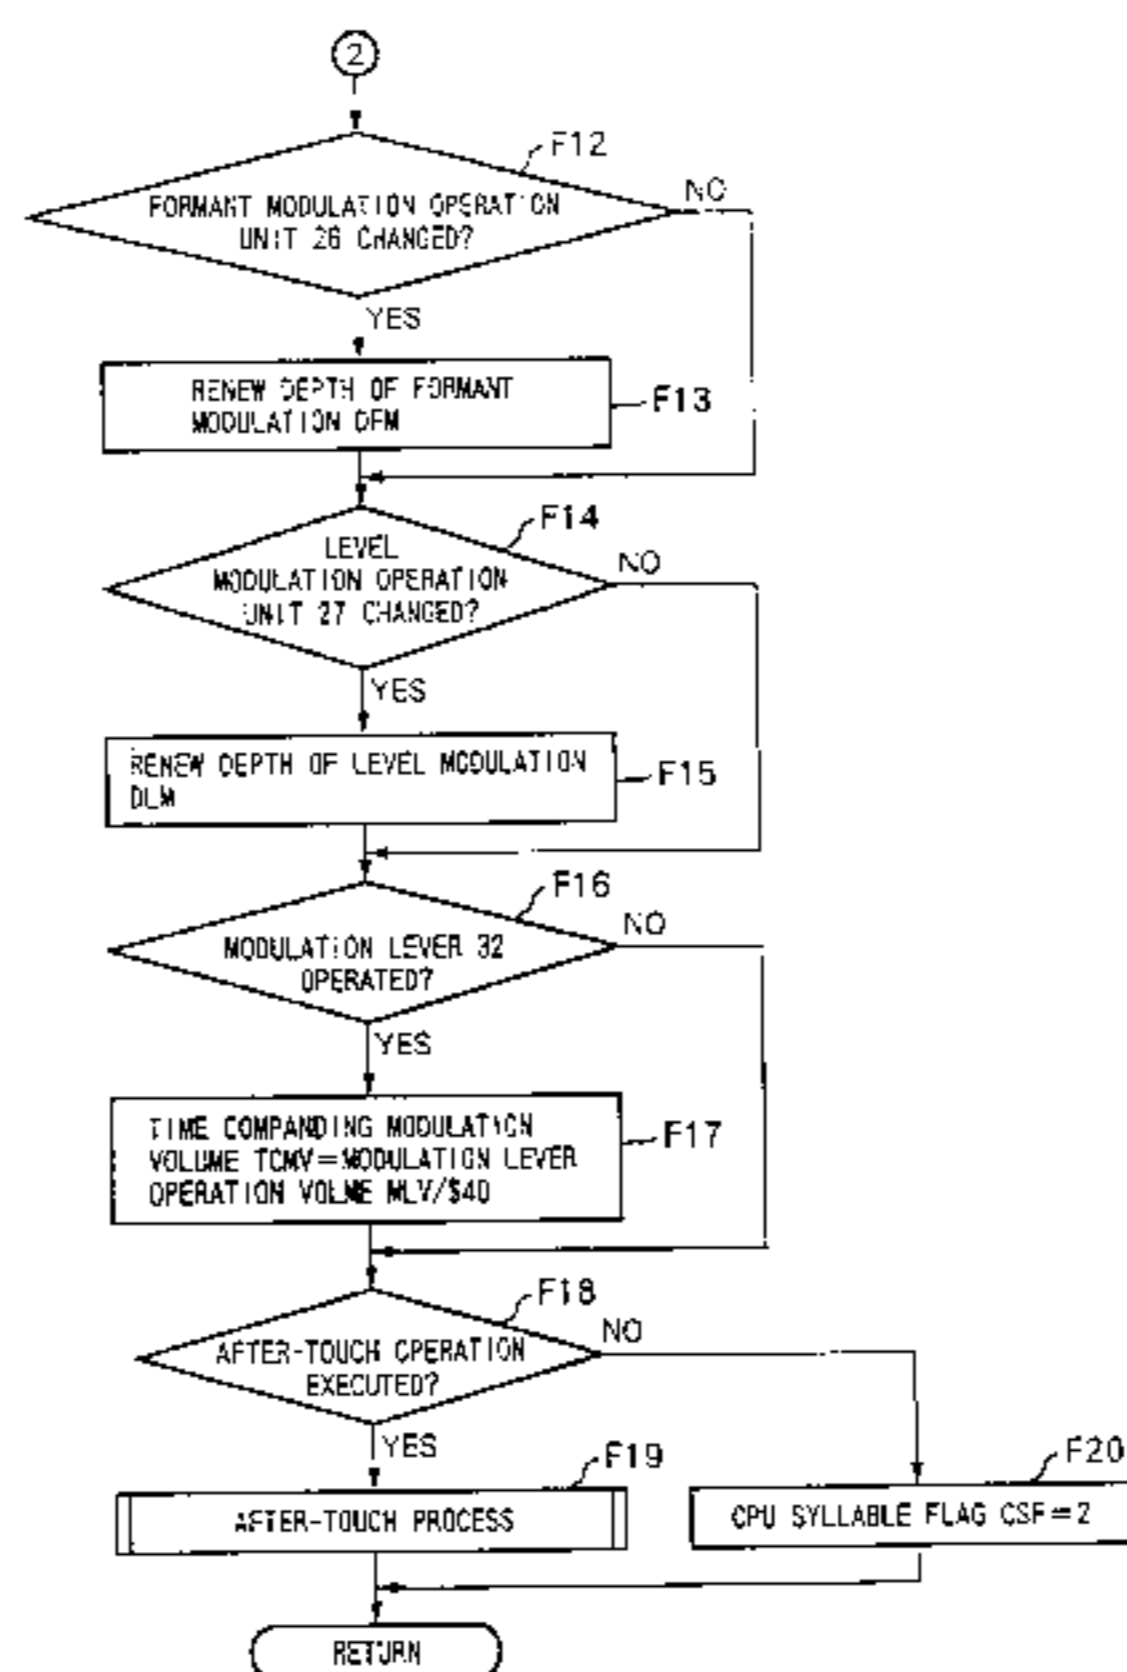 2
F12
FORMANT MODULATION OPERATION
UNIT 26 CHANGED?
NO
YES
RENEW DEPTH OF FORMANT
MODULATION DFM
F13
F14
LEVEL
MODULATION OPERATION
UNIT 27 CHANGED?
NO
YES
RENEW DEPTH OF LEVEL MODULATION
DLM
F15
F16
MODULATION LEVER 32
OPERATED?
NO
YES
TIME COMPANDING MODULATION
VOLUME TCMV=MODULATION LEVER
OPERATION VOLME MLV/$40
F17
F18
AFTER-TOUCH OPERATION
EXECUTED?
NO
YES
F19
AFTER-TOUCH PROCESS
F20
CPU SYLLABLE FLAG CSF=2
RETURN